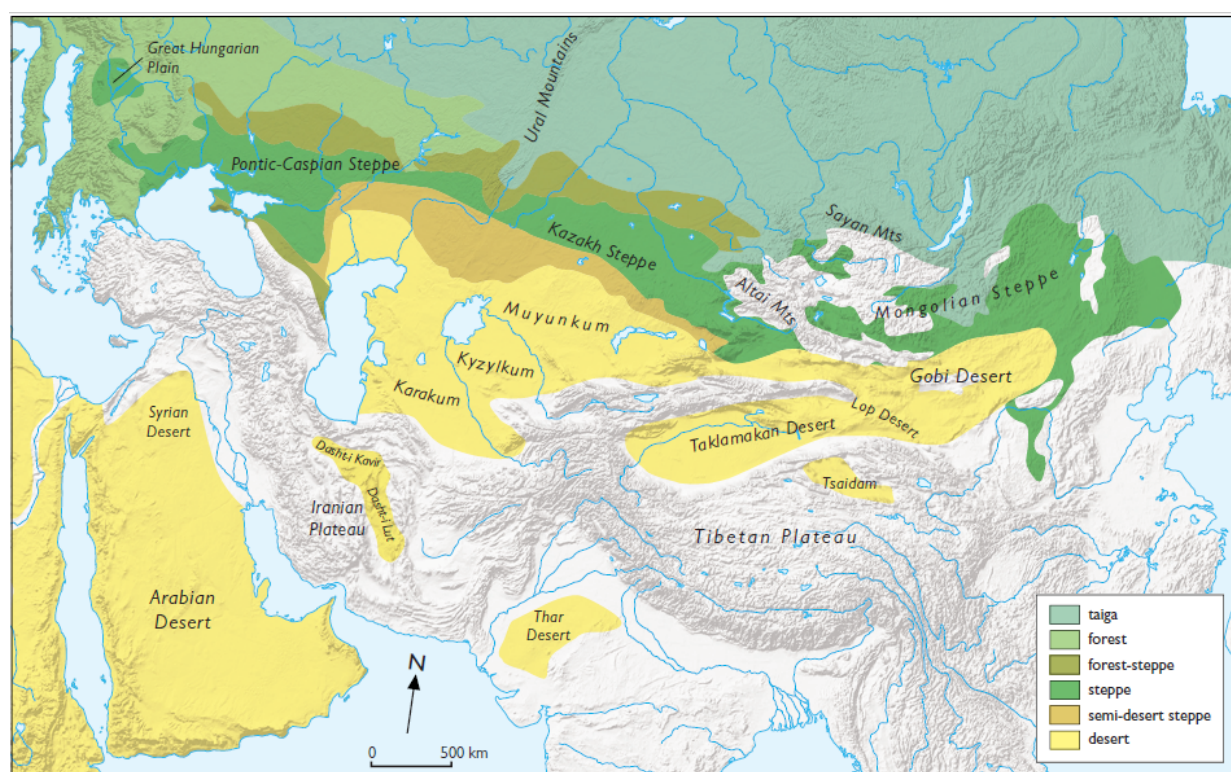 Great Hungarian
Plain
Ural Mountains
Pontic-Caspian Steppe
Kazakh Steppe
Sayan Mts
Altai Mts
Mongolian Steppe
Muyunkum
Kyzylkum
Karakum
Gobi Desert
Lop Desert
Taklamakan Desert
Syrian
Desert
Dasht-i Kavir
Dasht-i Lut
Iranian
Plateau
Tsaidam
Tibetan Plateau
Arabian
Desert
Thar
Desert
N
0 500 km
taiga
forest
forest-steppe
steppe
semi-desert steppe
desert